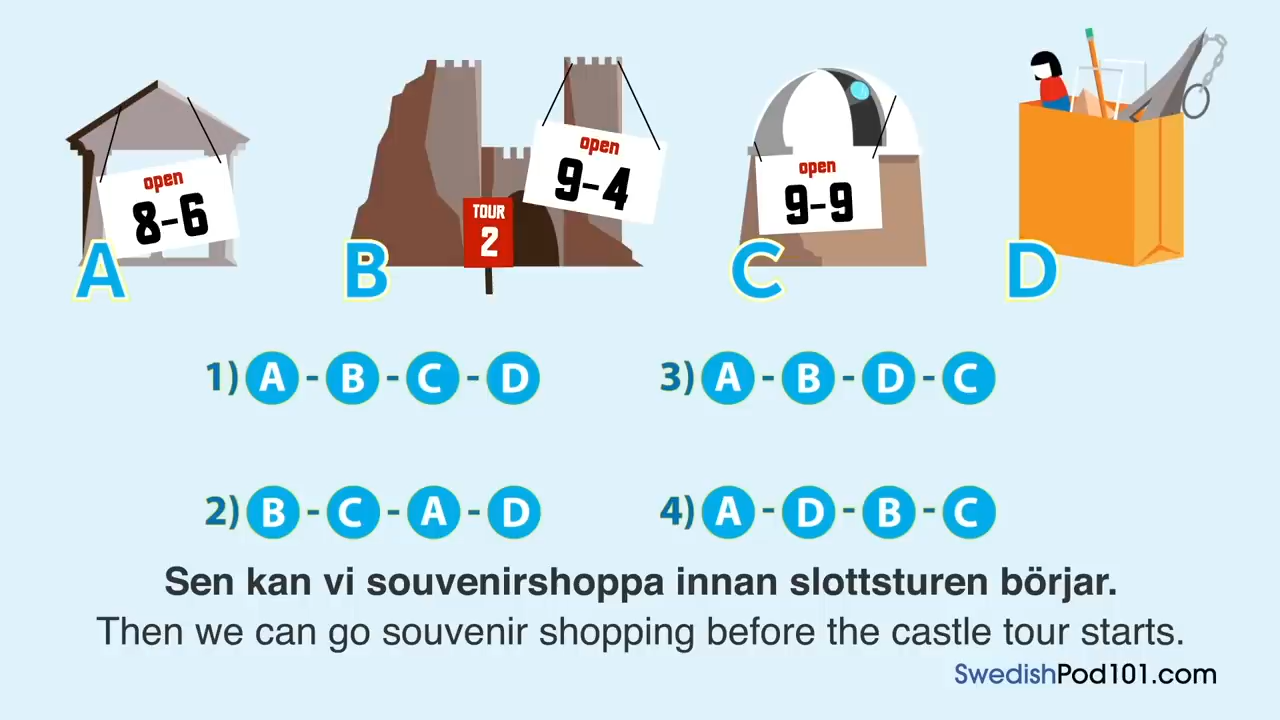 open
8-6
A
open
9-4
TOUR
2
B
open
9-9
C
D
1) A - B - C - D
3) A - B - D - C
2) B - C - A - D
4) A - D - B - C
Sen kan vi souvenirshoppa innan slottsturen börjar.
Then we can go souvenir shopping before the castle tour starts.
SwedishPod101.com